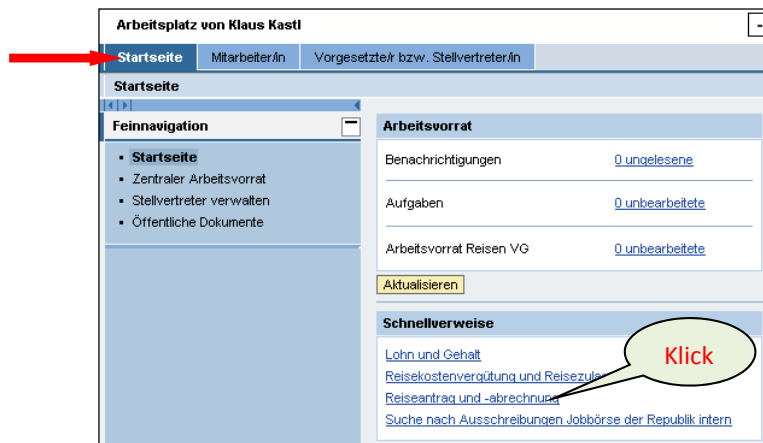 Arbeitsplatz von Klaus Kastl
Startseite Mitarbeiter/in Vorgesetzte/r bzw. Stellvertreter/in
Startseite
Feinnavigation
Startseite
Zentraler Arbeitsvorrat
Stellvertreter verwalten
Öffentliche Dokumente
Arbeitsvorrat
Benachrichtigungen 0 ungelesene
Aufgaben 0 unbearbeitete
Arbeitsvorrat Reisen VG 0 unbearbeitete
Aktualisieren
Schnellverweise
Lohn und Gehalt
Reisekostenvergütung und
Reiseantrag und -abrechnung
Suche nach Ausschreibungen Jobbörse der Republik intern
Klick